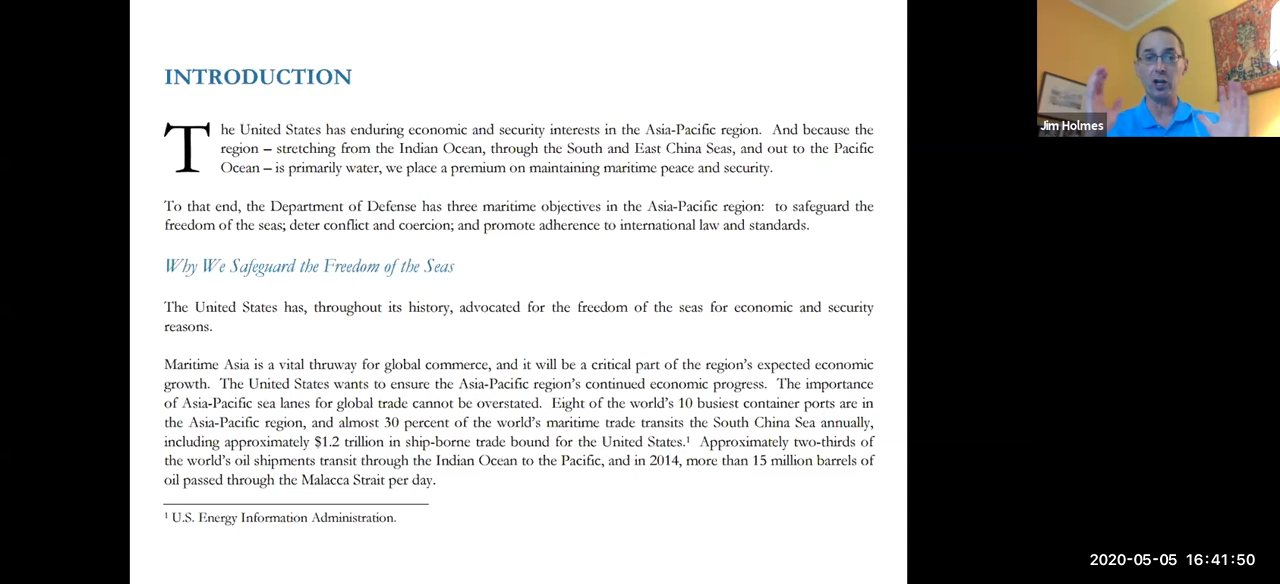 INTRODUCTION
The United States has enduring economic and security interests in the Asia-Pacific region. And because the
region – stretching from the Indian Ocean, through the South and East China Seas, and out to the Pacific
Ocean – is primarily water, we place a premium on maintaining maritime peace and security.
To that end, the Department of Defense has three maritime objectives in the Asia-Pacific region: to safeguard the
freedom of the seas; deter conflict and coercion; and promote adherence to international law and standards.
Why We Safeguard the Freedom of the Seas
The United States has, throughout its history, advocated for the freedom of the seas for economic and security
reasons.
Maritime Asia is a vital thruway for global commerce, and it will be a critical part of the region's expected economic
growth. The United States wants to ensure the Asia-Pacific region's continued economic progress. The importance
of Asia-Pacific sea lanes for global trade cannot be overstated. Eight of the world's 10 busiest container ports are in
the Asia-Pacific region, and almost 30 percent of the world's maritime trade transits the South China Sea annually,
including approximately $1.2 trillion in ship-borne trade bound for the United States.¹ Approximately two-thirds of
the world's oil shipments transit through the Indian Ocean to the Pacific, and in 2014, more than 15 million barrels of
oil passed through the Malacca Strait per day.
¹ U.S. Energy Information Administration.
Jim Holmes
2020-05-05 16:41:50